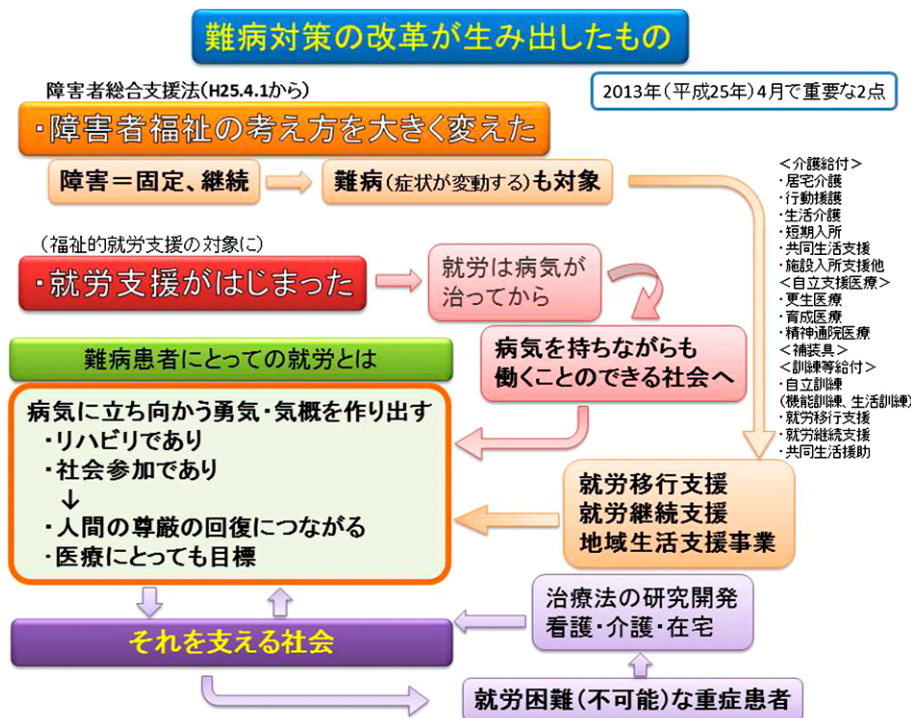 難病対策の改革が生み出したもの
障害者総合支援法(H25.4.1から)
2013年(平成25年)4月で重要な2点
・障害者福祉の考え方を大きく変えた
障害=固定、継続
難病(症状が変動する)も対象
<介護給付>
・居宅介護
・行動援護
・生活介護
・短期入所
・共同生活支援
・施設入所支援他
<自立支援医療>
・更生医療
・育成医療
・精神通院医療
<補装具>
<訓練等給付>
・自立訓練
(機能訓練、生活訓練)
・就労移行支援
・就労継続支援
・共同生活援助
(福祉的就労支援の対象に)
・就労支援がはじまった
就労は病気が
治ってから
病気を持ちながらも
働くことのできる社会へ
難病患者にとっての就労とは
病気に立ち向かう勇気・気概を作り出す
・リハビリであり
・社会参加であり
↓
・人間の尊厳の回復につながる
・医療にとっても目標
就労移行支援
就労継続支援
地域生活支援事業
治療法の研究開発
看護・介護・在宅
それを支える社会
就労困難(不可能)な重症患者